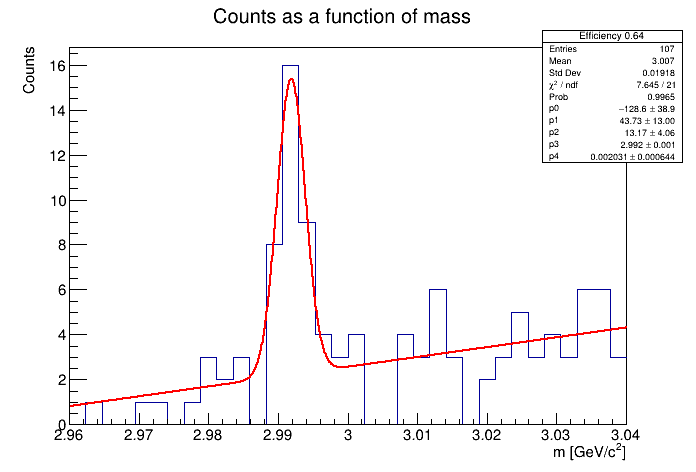 Counts as a function of mass
Efficiency 0.64
Entries 107
Mean 3.007
Std Dev 0.01918
χ² / ndf 7.645 / 21
Prob 0.9965
p0 −128.6 ± 38.9
p1 43.73 ± 13.00
p2 13.17 ± 4.06
p3 2.992 ± 0.001
p4 0.002031 ± 0.000644
Counts
16
14
12
10
8
6
4
2
0
2.96 2.97 2.98 2.99 3 3.01 3.02 3.03 3.04
m [GeV/c²]